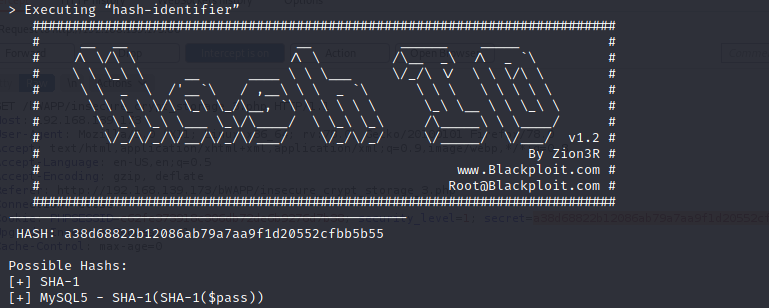 > Executing “hash-identifier”
v1.2
By Zion3R
www.Blackploit.com
Root@Blackploit.com
HASH: a38d68822b12086ab79a7aa9f1d20552cfbb5b55
Possible Hashs:
[+] SHA-1
[+] MySQL5 - SHA-1(SHA-1($pass))